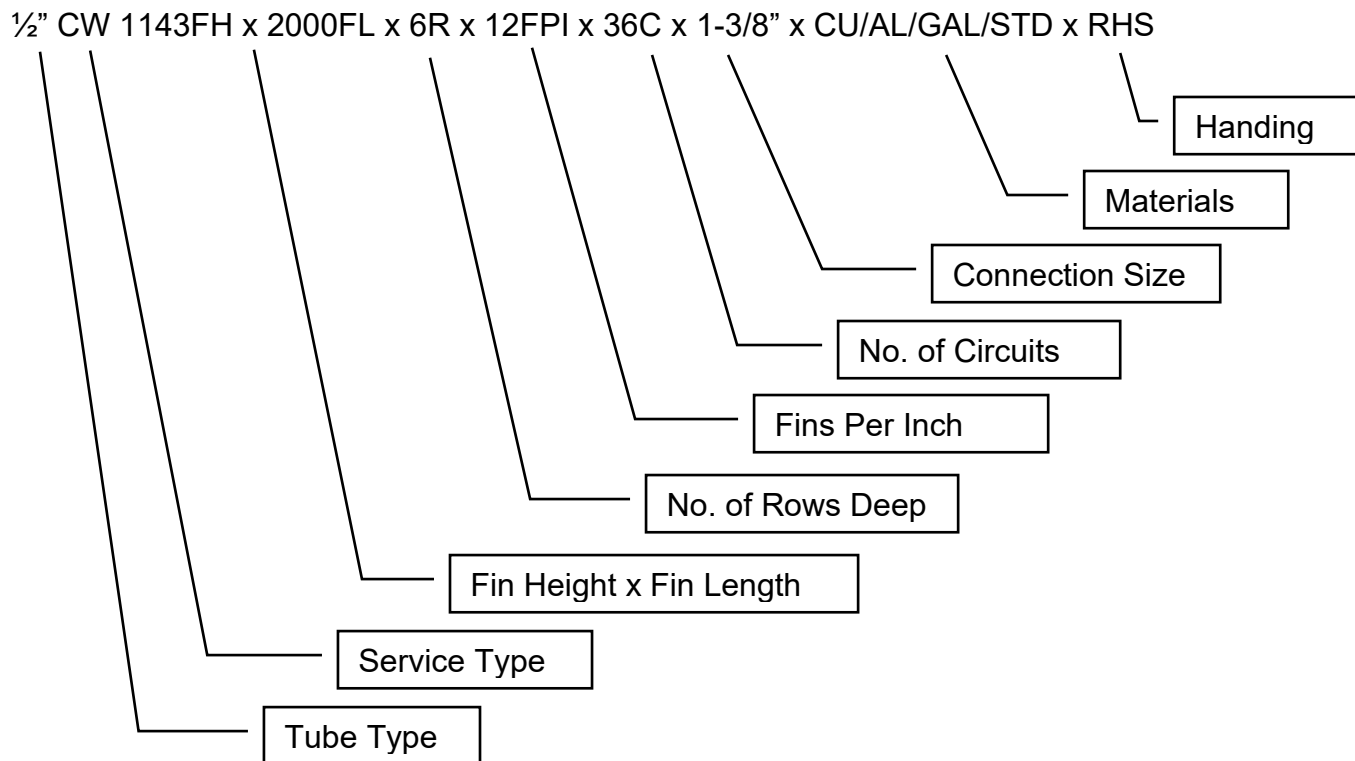 ½” CW 1143FH x 2000FL x 6R x 12FPI x 36C x 1-3/8” x CU/AL/GAL/STD x RHS
Handing
Materials
Connection Size
No. of Circuits
Fins Per Inch
No. of Rows Deep
Fin Height x Fin Length
Service Type
Tube Type